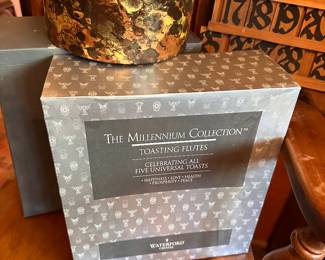 THE MILLENNIUM COLLECTION™
TOASTING FLUTES
CELEBRATING ALL
FIVE UNIVERSAL TOASTS
• HAPPINESS • LOVE • HEALTH
• PROSPERITY • PEACE
WATERFORD